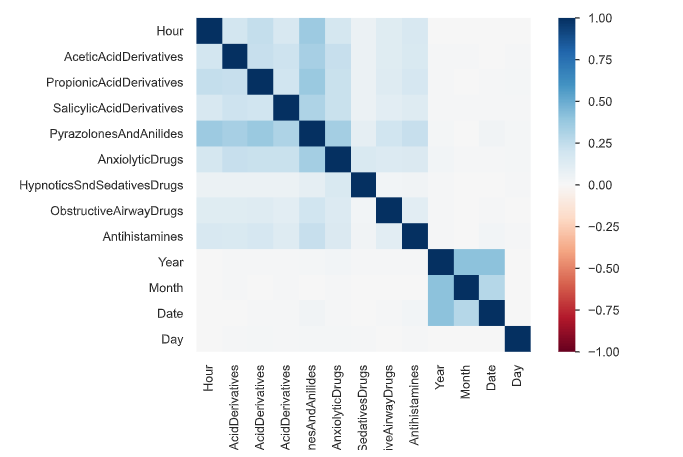 Hour
AceticAcidDerivatives
PropionicAcidDerivatives
SalicylicAcidDerivatives
PyrazolonesAndAnilides
AnxiolyticDrugs
HypnoticsSndSedativesDrugs
ObstructiveAirwayDrugs
Antihistamines
Year
Month
Date
Day
1.00
0.75
0.50
0.25
0.00
−0.25
−0.50
−0.75
−1.00
Hour
AcidDerivatives
AcidDerivatives
AcidDerivatives
nesAndAnilides
AnxiolyticDrugs
SedativesDrugs
iveAirwayDrugs
Antihistamines
Year
Month
Date
Day